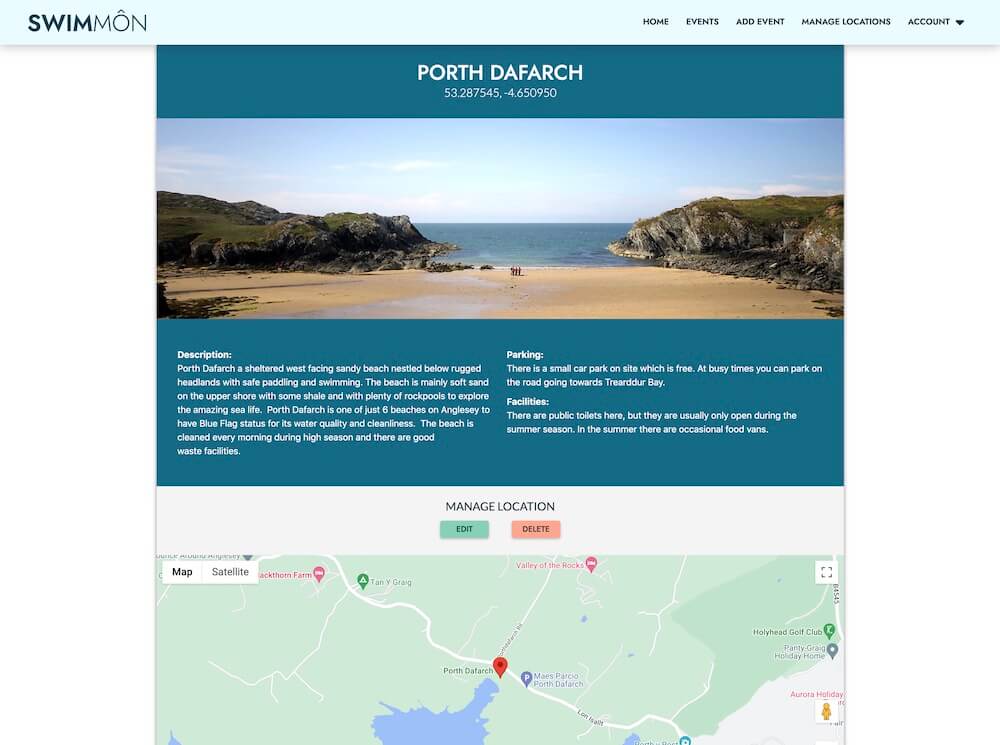 SWIMMÔN
HOME EVENTS ADD EVENT MANAGE LOCATIONS ACCOUNT
PORTH DAFARCH
53.287545, -4.650950
Description:
Porth Dafarch a sheltered west facing sandy beach nestled below rugged
headlands with safe paddling and swimming. The beach is mainly soft sand
on the upper shore with some shale and with plenty of rockpools to explore
the amazing sea life.  Porth Dafarch is one of just 6 beaches on Anglesey to
have Blue Flag status for its water quality and cleanliness.  The beach is
cleaned every morning during high season and there are good
waste facilities.
Parking:
There is a small car park on site which is free. At busy times you can park on
the road going towards Trearddur Bay.
Facilities:
There are public toilets here, but they are usually only open during the
summer season. In the summer there are occasional food vans.
MANAGE LOCATION
EDIT DELETE
Around Anglesey
Map Satellite
Valley of the Rocks
ackthorn Farm
Tan Y Graig
B4545
Holyhead Golf Club
Panty-Graig
Holiday Home
Porth Dafarch
P
Maes Parcio
Porth Dafarch
Aurora Holiday
Lon Isallt